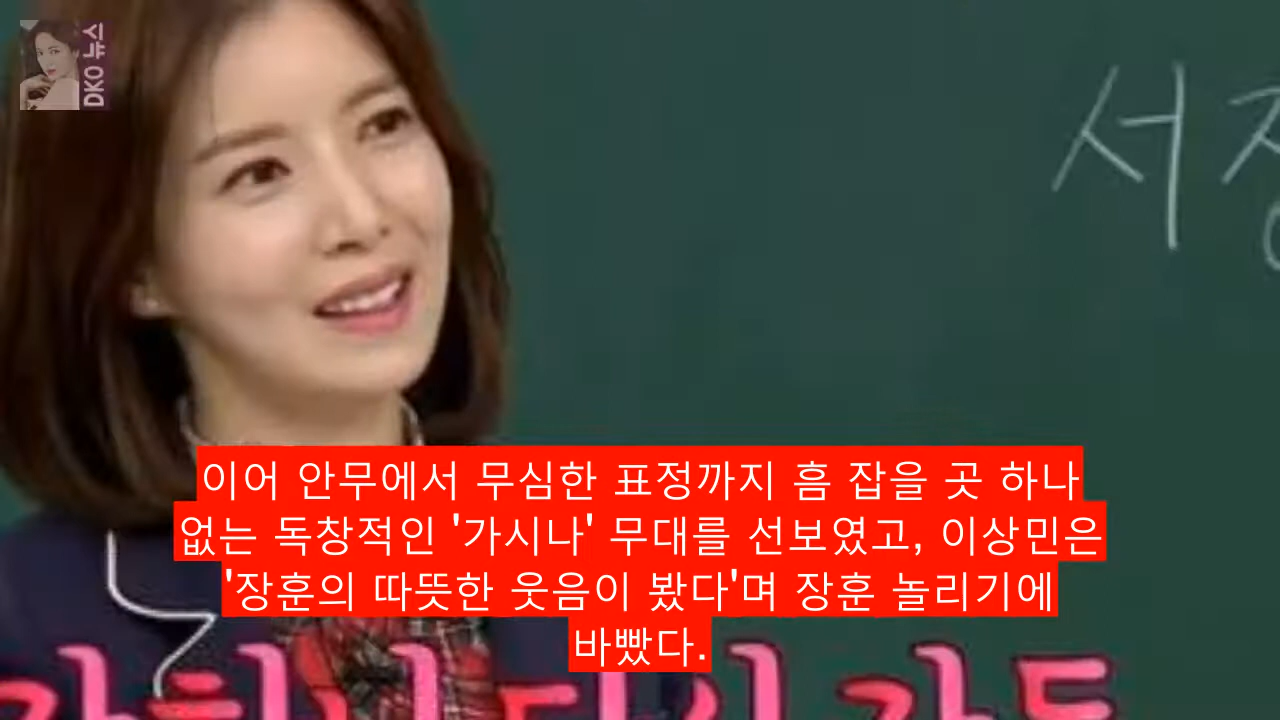 DKO 뉴스
서장
이어 안무에서 무심한 표정까지 흠 잡을 곳 하나
없는 독창적인 '가시나' 무대를 선보였고, 이상민은
'장훈의 따뜻한 웃음이 봤다'며 장훈 놀리기에
바빴다.